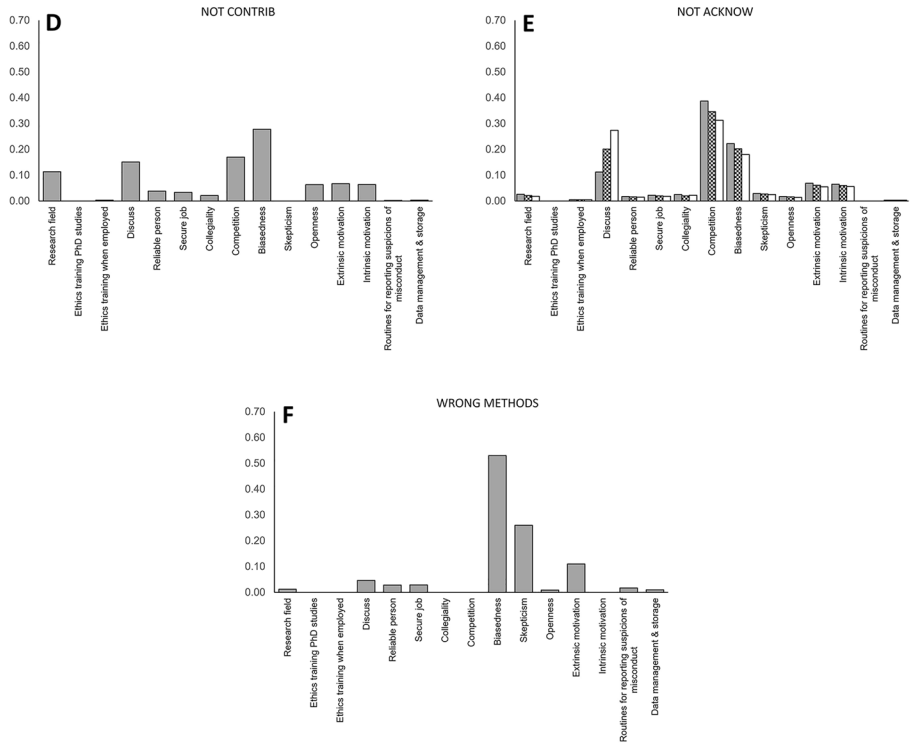 D
NOT CONTRIB
0.70
0.60
0.50
0.40
0.30
0.20
0.10
0.00
Research field
Ethics training PhD studies
Ethics training when employed
Discuss
Reliable person
Secure job
Collegiality
Competition
Biasedness
Skepticism
Openness
Extrinsic motivation
Intrinsic motivation
Routines for reporting suspicions of
misconduct
Data management & storage
E
NOT ACKNOW
0.70
0.60
0.50
0.40
0.30
0.20
0.10
0.00
Research field
Ethics training PhD studies
Ethics training when employed
Discuss
Reliable person
Secure job
Collegiality
Competition
Biasedness
Skepticism
Openness
Extrinsic motivation
Intrinsic motivation
Routines for reporting suspicions of
misconduct
Data management & storage
F
WRONG METHODS
0.70
0.60
0.50
0.40
0.30
0.20
0.10
0.00
Research field
Ethics training PhD studies
Ethics training when employed
Discuss
Reliable person
Secure job
Collegiality
Competition
Biasedness
Skepticism
Openness
Extrinsic motivation
Intrinsic motivation
Routines for reporting suspicions of
misconduct
Data management & storage